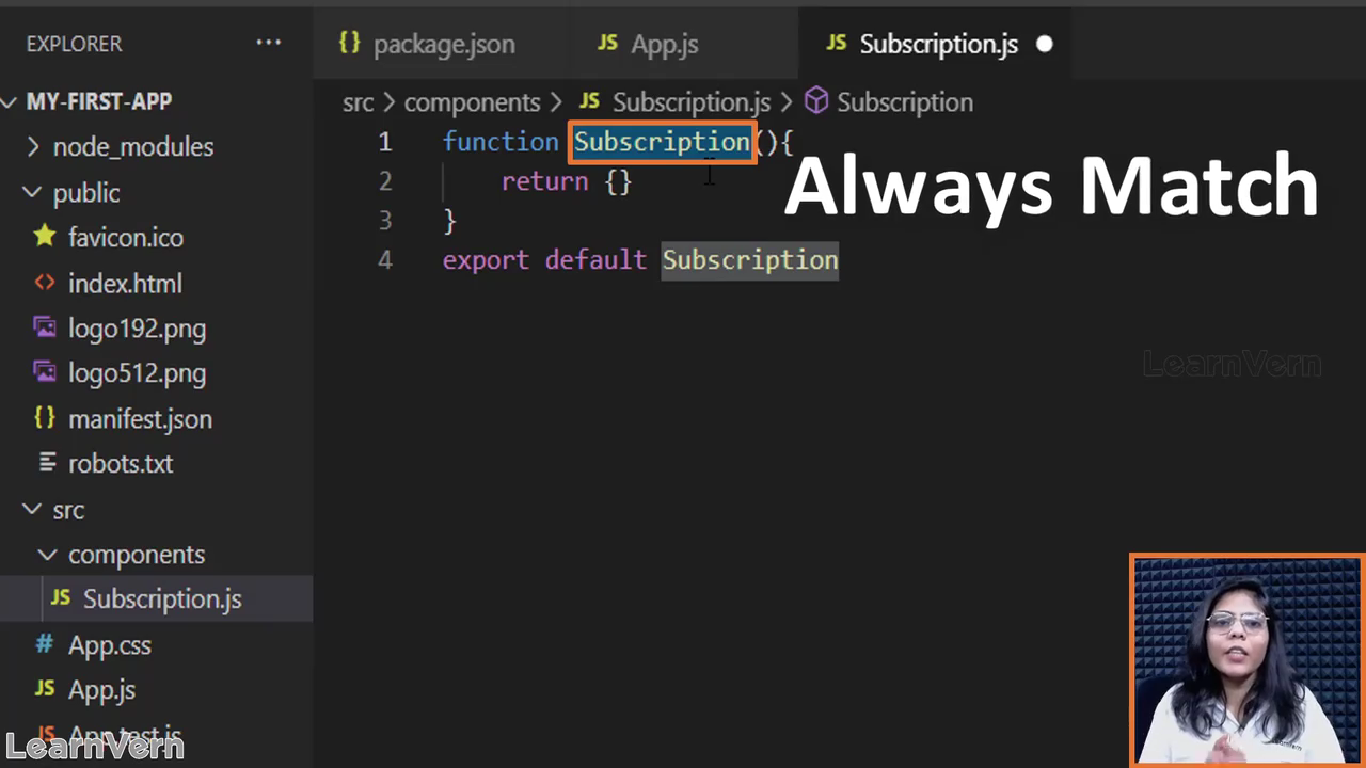 EXPLORER ...
MY-FIRST-APP
node_modules
public
favicon.ico
index.html
logo192.png
logo512.png
{} manifest.json
robots.txt
src
components
JS Subscription.js
# App.css
JS App.js
JS App.test.js
{} package.json
JS App.js
JS Subscription.js
src > components > JS Subscription.js > Subscription
1 function Subscription(){
2 return {}
3 }
4 export default Subscription
Always Match
LearnVern
LearnVern